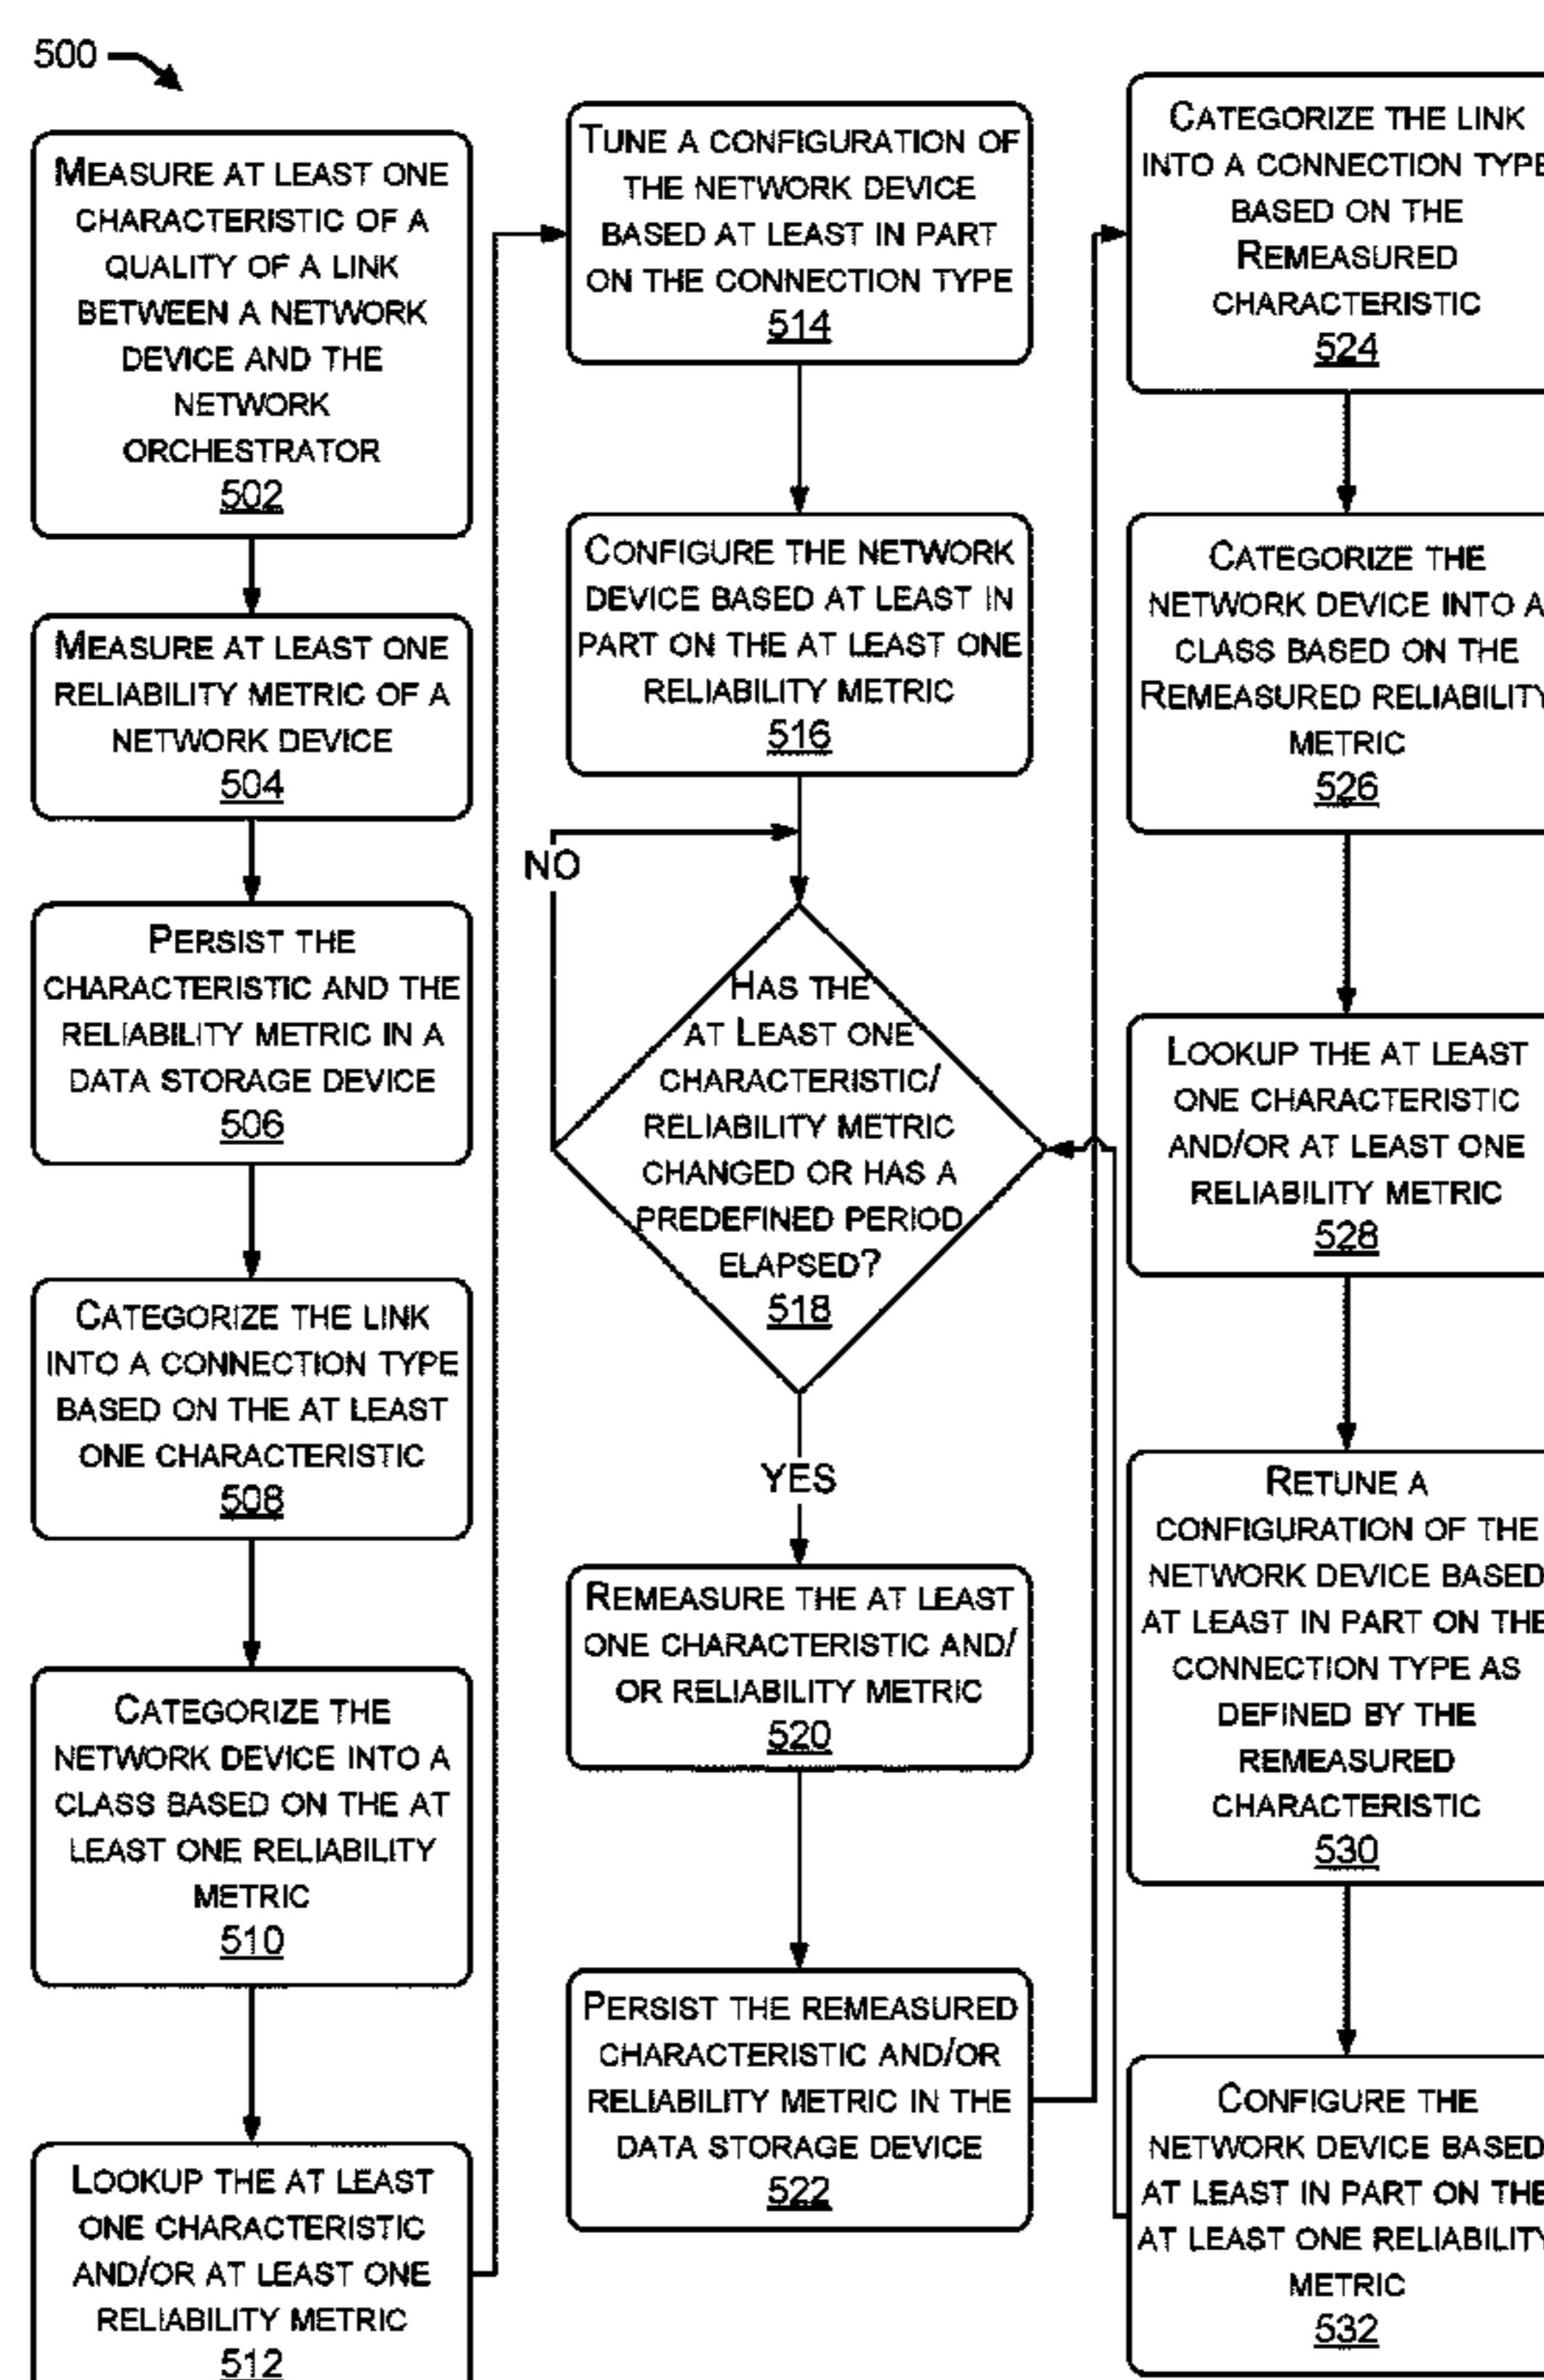 500
MEASURE AT LEAST ONE
CHARACTERISTIC OF A
QUALITY OF A LINK
BETWEEN A NETWORK
DEVICE AND THE
NETWORK
ORCHESTRATOR
502
MEASURE AT LEAST ONE
RELIABILITY METRIC OF A
NETWORK DEVICE
504
PERSIST THE
CHARACTERISTIC AND THE
RELIABILITY METRIC IN A
DATA STORAGE DEVICE
506
CATEGORIZE THE LINK
INTO A CONNECTION TYPE
BASED ON THE AT LEAST
ONE CHARACTERISTIC
508
CATEGORIZE THE
NETWORK DEVICE INTO A
CLASS BASED ON THE AT
LEAST ONE RELIABILITY
METRIC
510
LOOKUP THE AT LEAST
ONE CHARACTERISTIC
AND/OR AT LEAST ONE
RELIABILITY METRIC
512
TUNE A CONFIGURATION OF
THE NETWORK DEVICE
BASED AT LEAST IN PART
ON THE CONNECTION TYPE
514
CONFIGURE THE NETWORK
DEVICE BASED AT LEAST IN
PART ON THE AT LEAST ONE
RELIABILITY METRIC
516
NO
HAS THE
AT LEAST ONE
CHARACTERISTIC/
RELIABILITY METRIC
CHANGED OR HAS A
PREDEFINED PERIOD
ELAPSED?
518
YES
REMEASURE THE AT LEAST
ONE CHARACTERISTIC AND/
OR RELIABILITY METRIC
520
PERSIST THE REMEASURED
CHARACTERISTIC AND/OR
RELIABILITY METRIC IN THE
DATA STORAGE DEVICE
522
CATEGORIZE THE LINK
INTO A CONNECTION TYPE
BASED ON THE
REMEASURED
CHARACTERISTIC
524
CATEGORIZE THE
NETWORK DEVICE INTO A
CLASS BASED ON THE
REMEASURED RELIABILITY
METRIC
526
LOOKUP THE AT LEAST
ONE CHARACTERISTIC
AND/OR AT LEAST ONE
RELIABILITY METRIC
528
RETUNE A
CONFIGURATION OF THE
NETWORK DEVICE BASED
AT LEAST IN PART ON THE
CONNECTION TYPE AS
DEFINED BY THE
REMEASURED
CHARACTERISTIC
530
CONFIGURE THE
NETWORK DEVICE BASED
AT LEAST IN PART ON THE
AT LEAST ONE RELIABILITY
METRIC
532